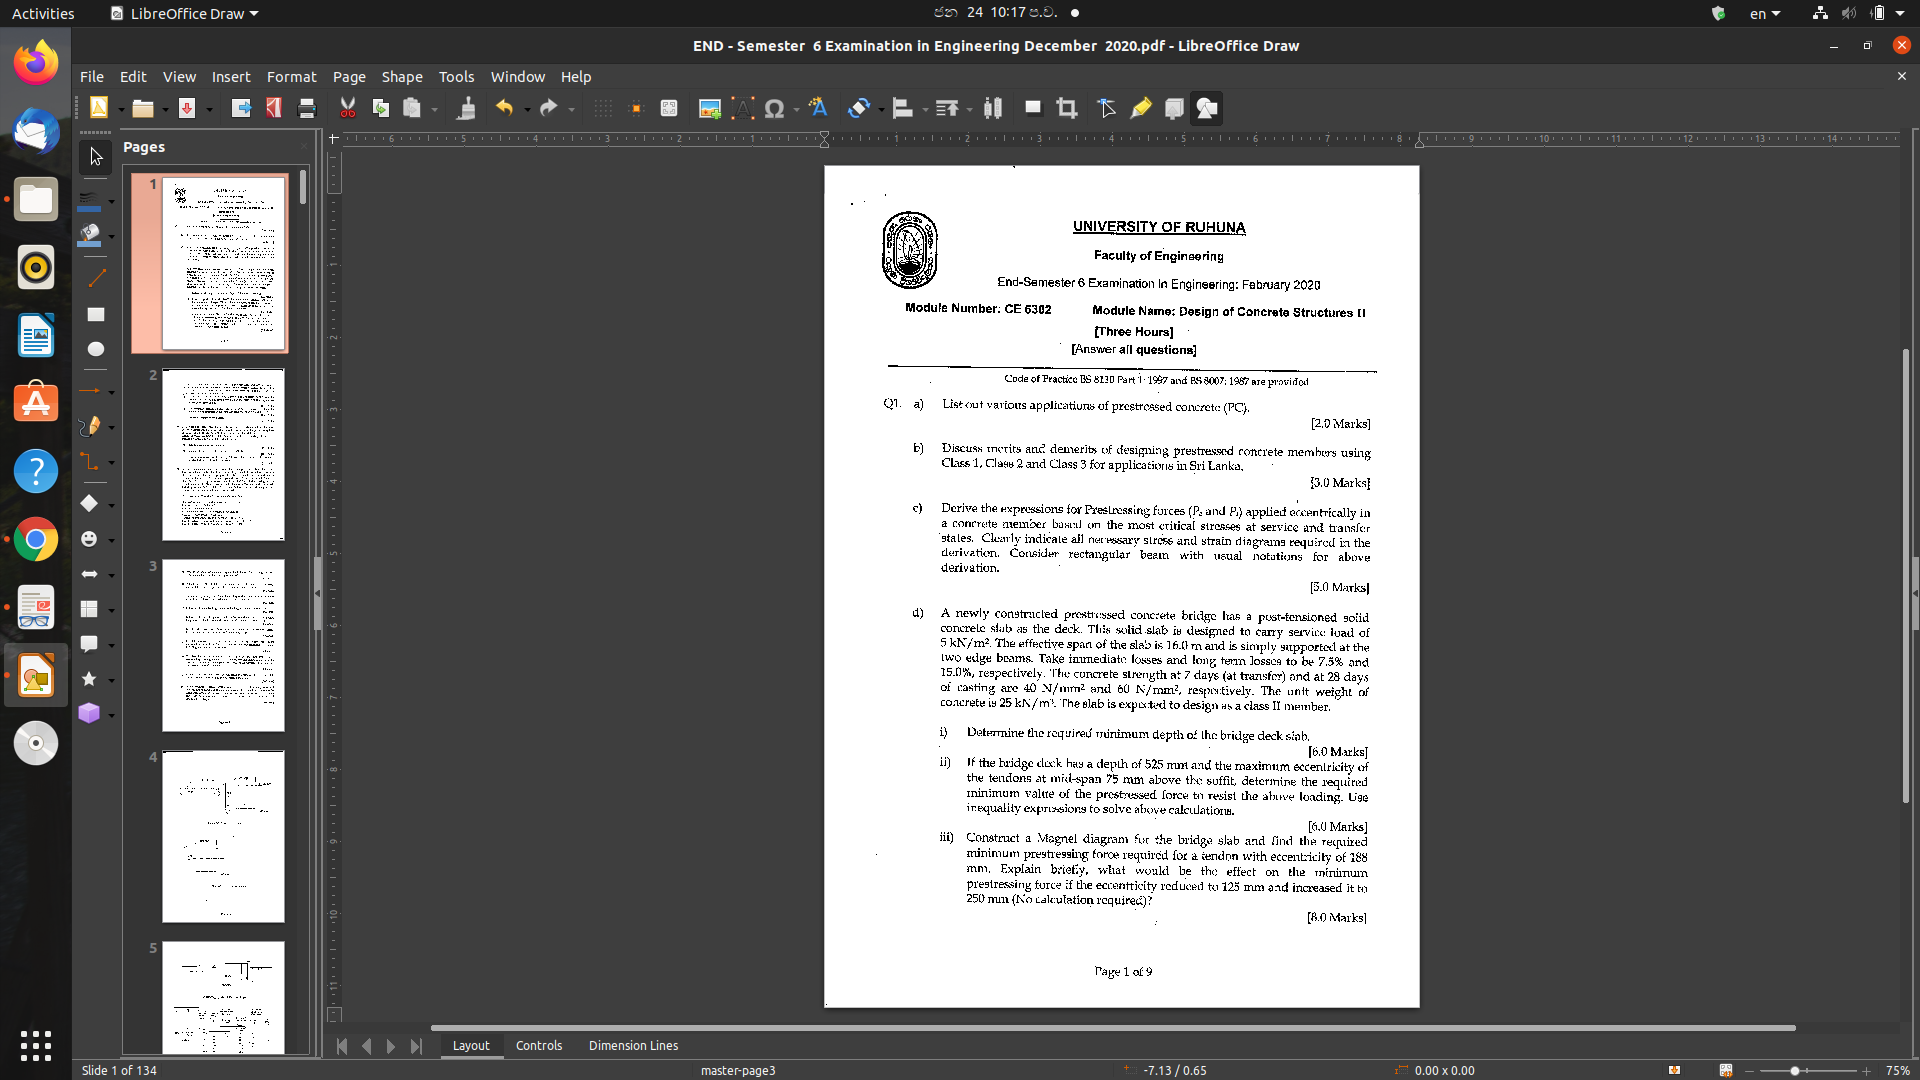 Activities
LibreOffice Draw
ජන 24 10:17 ප.ව.
en
END - Semester 6 Examination in Engineering December 2020.pdf - LibreOffice Draw
File Edit View Insert Format Page Shape Tools Window Help
Pages
1
2
3
4
5
UNIVERSITY OF RUHUNA
Faculty of Engineering
End-Semester 6 Examination in Engineering: February 2020
Module Number: CE 6302 Module Name: Design of Concrete Structures II
[Three Hours]
[Answer all questions]
Code of Practice BS 8110 Part 1: 1997 and BS 8007: 1987 are provided
Q1. a) List out various applications of prestressed concrete (PC).
[2.0 Marks]
b) Discuss merits and demerits of designing prestressed concrete members using
Class 1, Class 2 and Class 3 for applications in Sri Lanka.
[3.0 Marks]
c) Derive the expressions for Prestressing forces (Pe and Pi) applied eccentrically in
a concrete member based on the most critical stresses at service and transfer
states. Clearly indicate all necessary stress and strain diagrams required in the
derivation. Consider rectangular beam with usual notations for above
derivation.
[5.0 Marks]
d) A newly constructed prestressed concrete bridge has a post-tensioned solid
concrete slab as the deck. This solid slab is designed to carry service load of
5 kN/m². The effective span of the slab is 16.0 m and is simply supported at the
two edge beams. Take immediate losses and long term losses to be 7.5% and
15.0%, respectively. The concrete strength at 7 days (at transfer) and at 28 days
of casting are 40 N/mm² and 60 N/mm², respectively. The unit weight of
concrete is 25 kN/m³. The slab is expected to design as a class II member.
i) Determine the required minimum depth of the bridge deck slab.
[6.0 Marks]
ii) If the bridge deck has a depth of 525 mm and the maximum eccentricity of
the tendons at mid-span 75 mm above the soffit, determine the required
minimum value of the prestressed force to resist the above loading. Use
inequality expressions to solve above calculations.
[6.0 Marks]
iii) Construct a Magnel diagram for the bridge slab and find the required
minimum prestressing force required for a tendon with eccentricity of 188
mm. Explain briefly, what would be the effect on the minimum
prestressing force if the eccentricity reduced to 125 mm and increased it to
250 mm (No calculation required)?
[8.0 Marks]
Page 1 of 9
Layout Controls Dimension Lines
Slide 1 of 134
master-page3
-7.13 / 0.65
0.00 x 0.00
75%